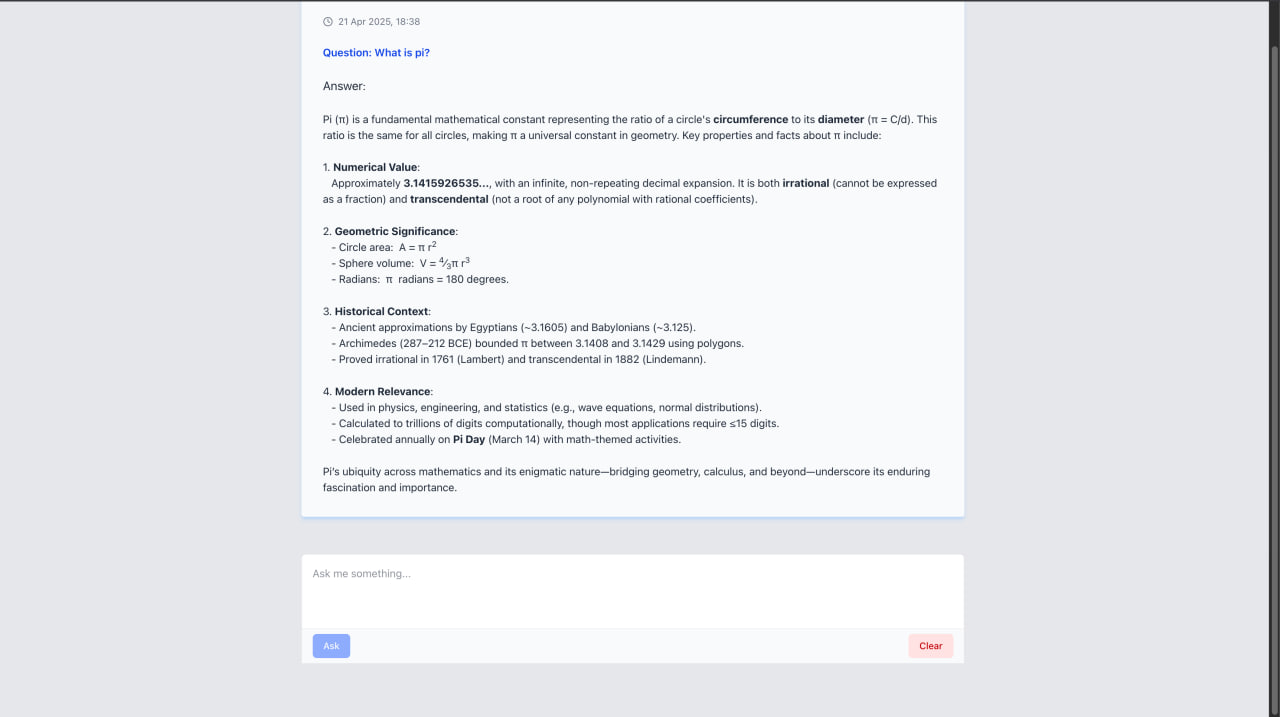 21 Apr 2025, 18:38
Question: What is pi?
Answer:
Pi (π) is a fundamental mathematical constant representing the ratio of a circle's circumference to its diameter (π = C/d). This
ratio is the same for all circles, making π a universal constant in geometry. Key properties and facts about π include:
1. Numerical Value:
Approximately 3.1415926535..., with an infinite, non-repeating decimal expansion. It is both irrational (cannot be expressed
as a fraction) and transcendental (not a root of any polynomial with rational coefficients).
2. Geometric Significance:
- Circle area: A = π r²
- Sphere volume: V = ⁴⁄₃π r³
- Radians: π radians = 180 degrees.
3. Historical Context:
- Ancient approximations by Egyptians (~3.1605) and Babylonians (~3.125).
- Archimedes (287–212 BCE) bounded π between 3.1408 and 3.1429 using polygons.
- Proved irrational in 1761 (Lambert) and transcendental in 1882 (Lindemann).
4. Modern Relevance:
- Used in physics, engineering, and statistics (e.g., wave equations, normal distributions).
- Calculated to trillions of digits computationally, though most applications require ≤15 digits.
- Celebrated annually on Pi Day (March 14) with math-themed activities.
Pi's ubiquity across mathematics and its enigmatic nature—bridging geometry, calculus, and beyond—underscore its enduring
fascination and importance.
Ask me something...
Ask
Clear